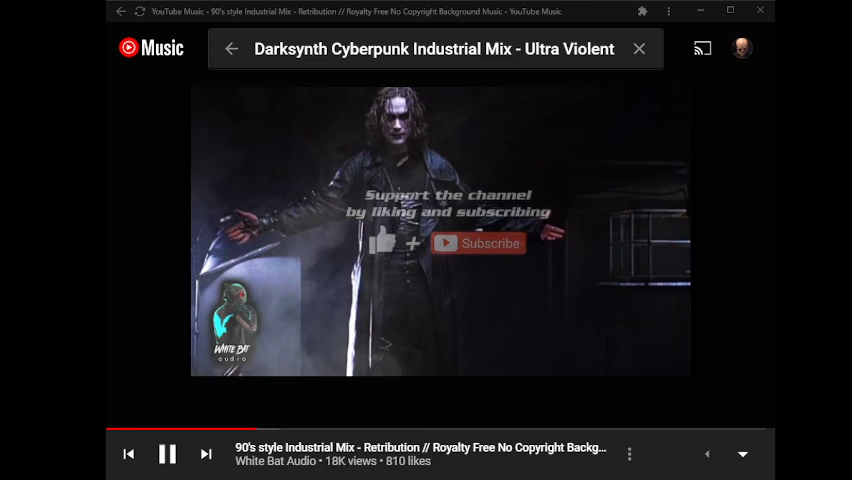 YouTube Music - 90's style Industrial Mix - Retribution // Royalty Free No Copyright Background Music - YouTube Music
Music
Darksynth Cyberpunk Industrial Mix - Ultra Violent
Support the channel
by liking and subscribing
+ Subscribe
WHITE BAT
audio
90's style Industrial Mix - Retribution // Royalty Free No Copyright Backg...
White Bat Audio • 18K views • 810 likes